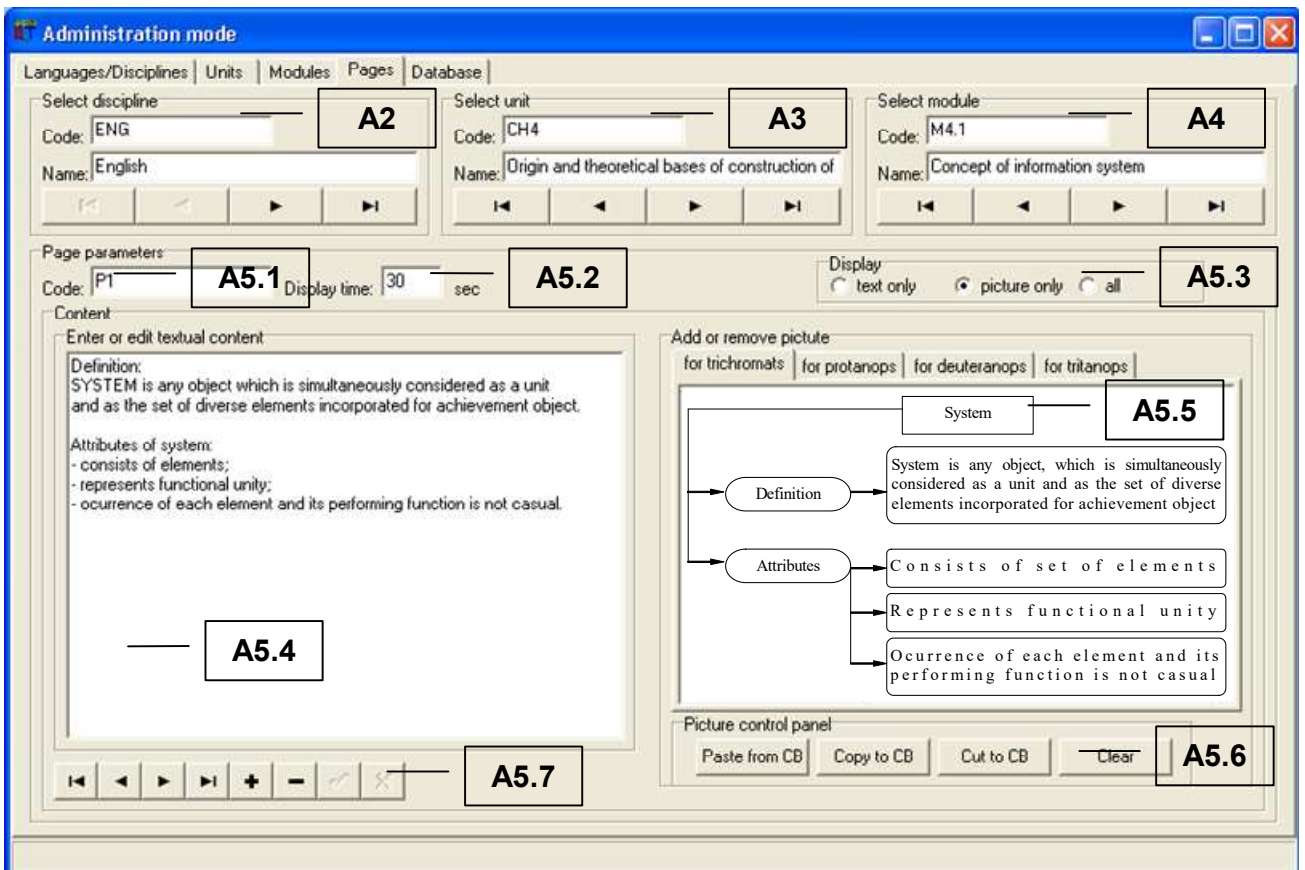 Administration mode
Languages/Disciplines Units Modules Pages Database
Select discipline
Code: ENG
Name: English
A2
Select unit
Code: CH4
Name: Origin and theoretical bases of construction of
A3
Select module
Code: M4.1
Name: Concept of information system
A4
Page parameters
Code: P1
A5.1
Display time: 30 sec
A5.2
Display
text only picture only all
A5.3
Content
Enter or edit textual content
Definition:
SYSTEM is any object which is simultaneously considered as a unit
and as the set of diverse elements incorporated for achievement object.
Attributes of system:
- consists of elements;
- represents functional unity;
- ocurrence of each element and its performing function is not casual.
A5.4
A5.7
Add or remove pictute
for trichromats for protanops for deuteranops for tritanops
System
A5.5
Definition
System is any object, which is simultaneously
considered as a unit and as the set of diverse
elements incorporated for achievement object
Attributes
Consists of set of elements
Represents functional unity
Ocurrence of each element and its
performing function is not casual
Picture control panel
Paste from CB Copy to CB Cut to CB Clear
A5.6